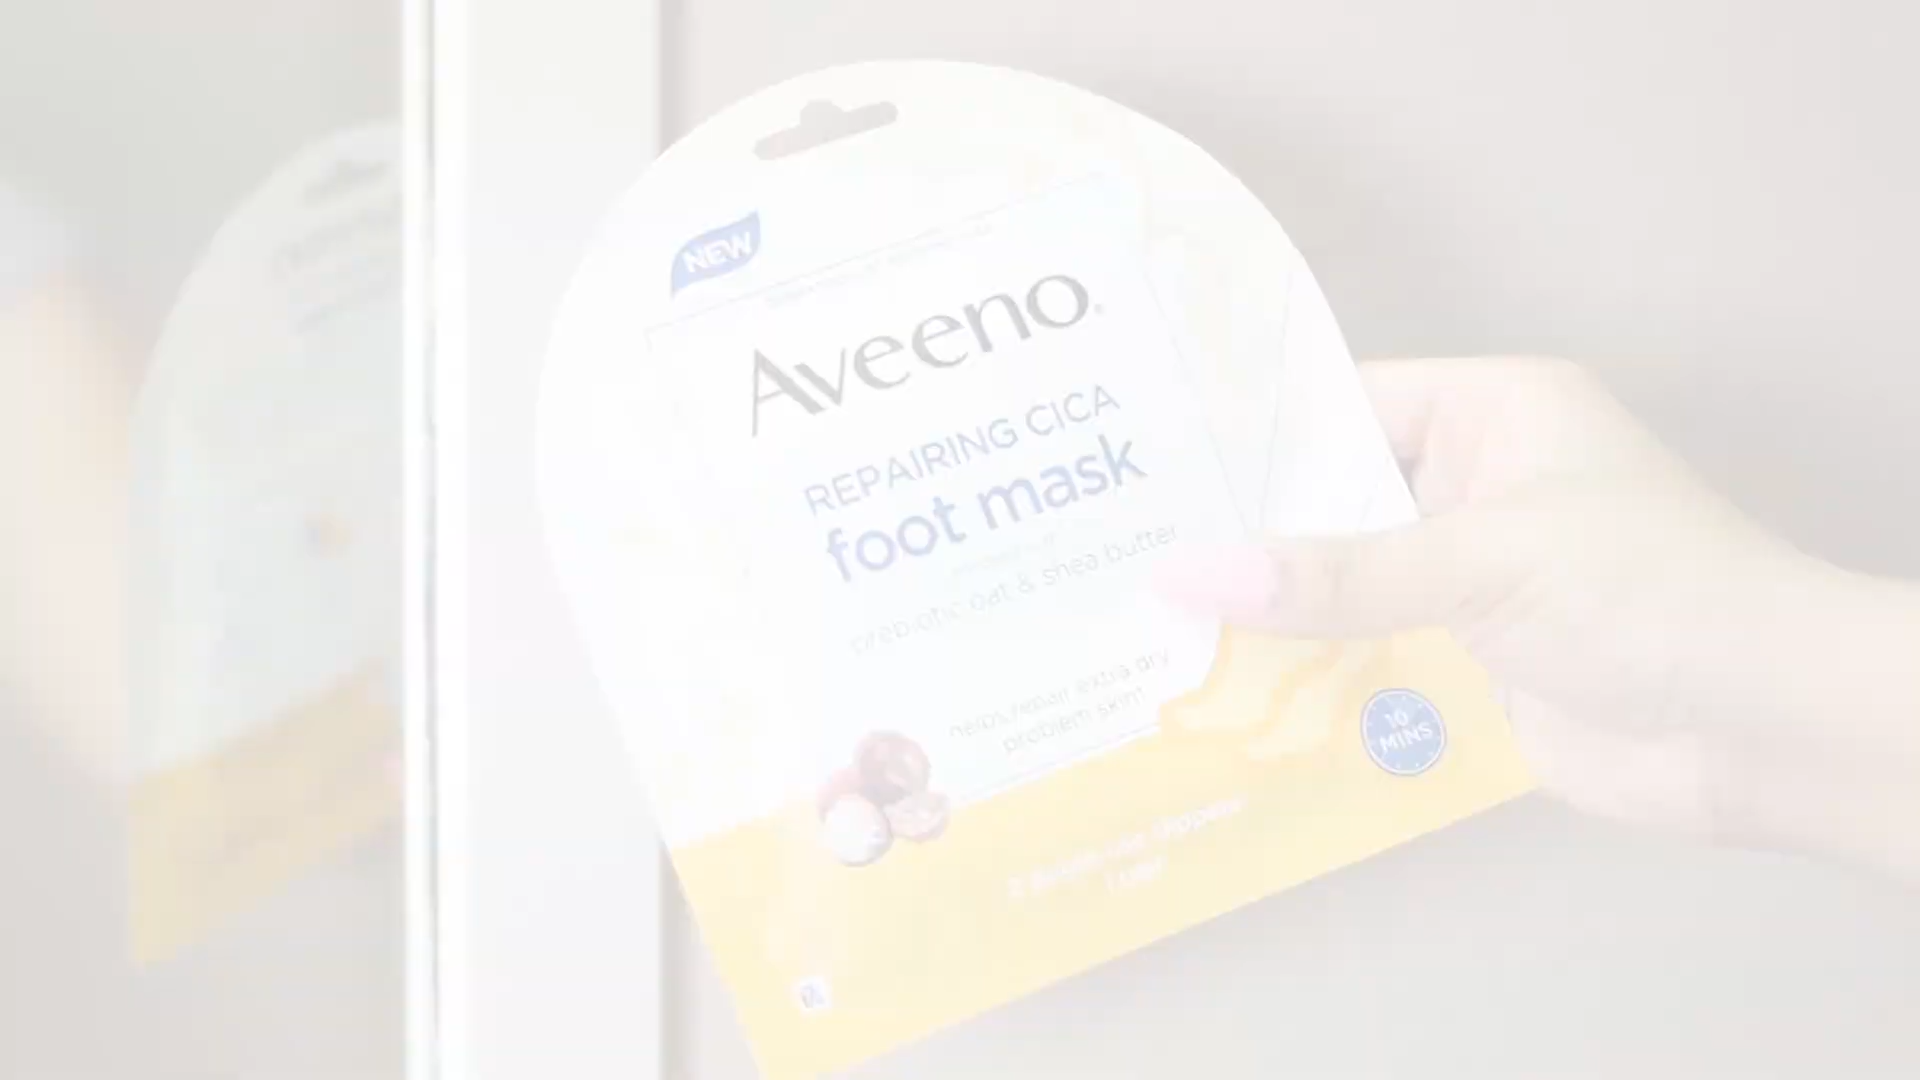 NEW
Aveeno
REPAIRING CICA
foot mask
prebiotic oat & shea butter
helps repair extra dry
problem skin†
10
MINS